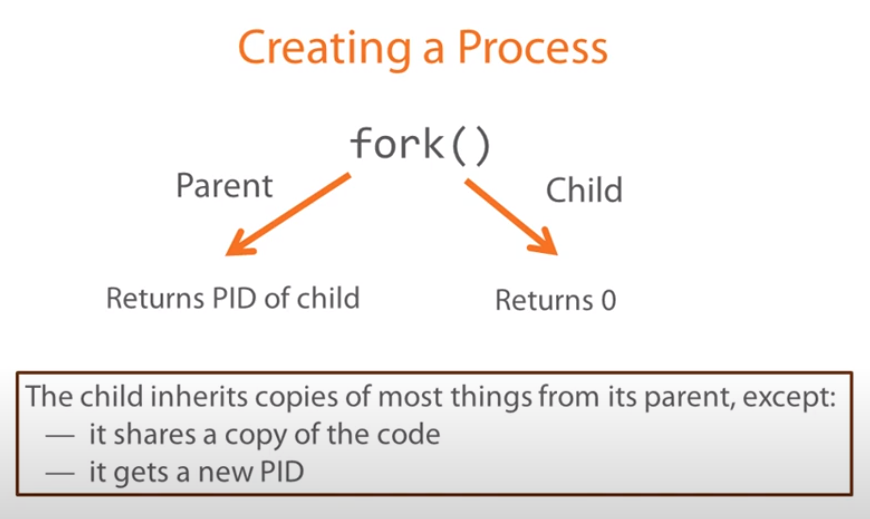 Creating a Process
fork()
Parent
Child
Returns PID of child
Returns 0
The child inherits copies of most things from its parent, except:
— it shares a copy of the code
— it gets a new PID